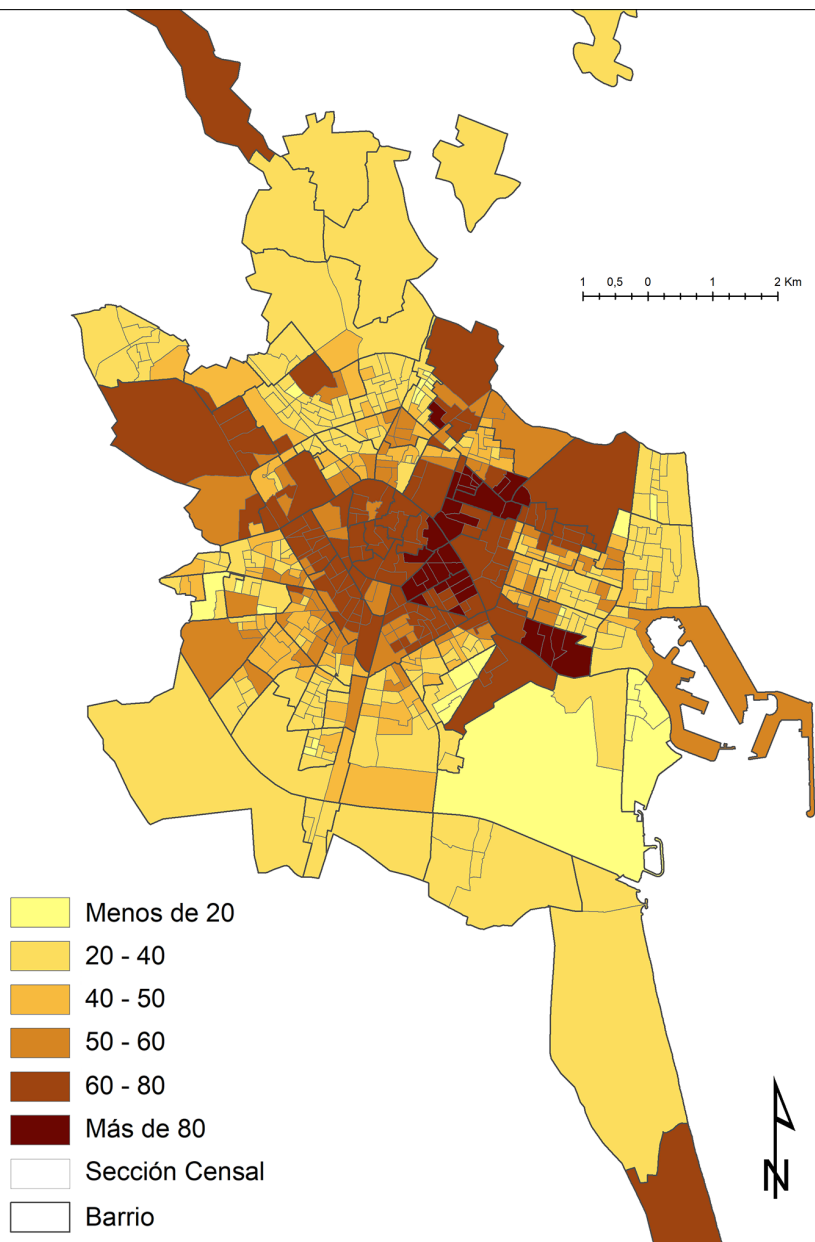 1 0,5 0 1 2 Km
Menos de 20
20 - 40
40 - 50
50 - 60
60 - 80
Más de 80
Sección Censal
N
Barrio